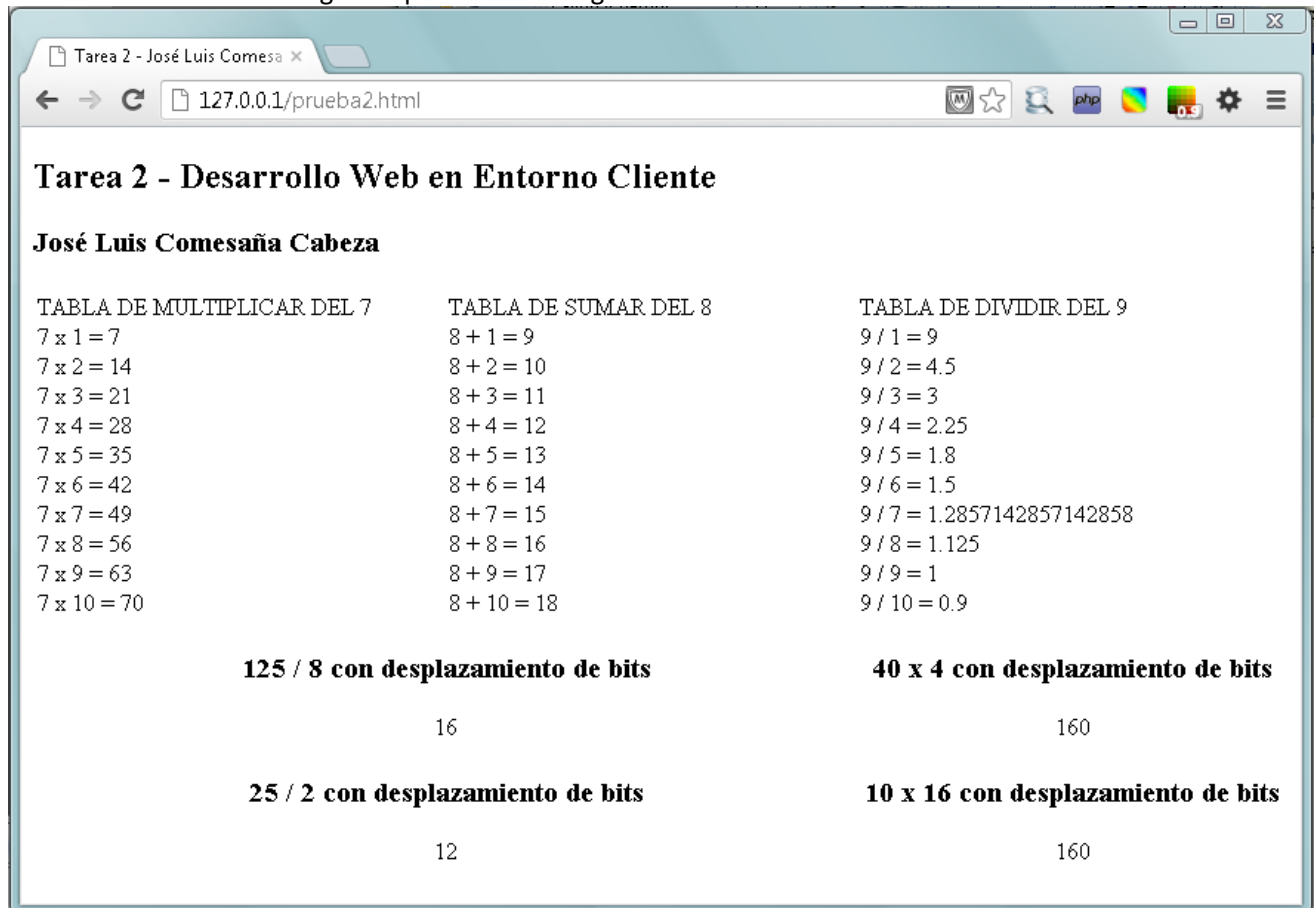 Tarea 2 - José Luis Comesa
127.0.0.1/prueba2.html
php
0.9
Tarea 2 - Desarrollo Web en Entorno Cliente
José Luis Comesaña Cabeza
TABLA DE MULTIPLICAR DEL 7
7 x 1 = 7
7 x 2 = 14
7 x 3 = 21
7 x 4 = 28
7 x 5 = 35
7 x 6 = 42
7 x 7 = 49
7 x 8 = 56
7 x 9 = 63
7 x 10 = 70
TABLA DE SUMAR DEL 8
8 + 1 = 9
8 + 2 = 10
8 + 3 = 11
8 + 4 = 12
8 + 5 = 13
8 + 6 = 14
8 + 7 = 15
8 + 8 = 16
8 + 9 = 17
8 + 10 = 18
TABLA DE DIVIDIR DEL 9
9 / 1 = 9
9 / 2 = 4.5
9 / 3 = 3
9 / 4 = 2.25
9 / 5 = 1.8
9 / 6 = 1.5
9 / 7 = 1.2857142857142858
9 / 8 = 1.125
9 / 9 = 1
9 / 10 = 0.9
125 / 8 con desplazamiento de bits
16
40 x 4 con desplazamiento de bits
160
25 / 2 con desplazamiento de bits
12
10 x 16 con desplazamiento de bits
160